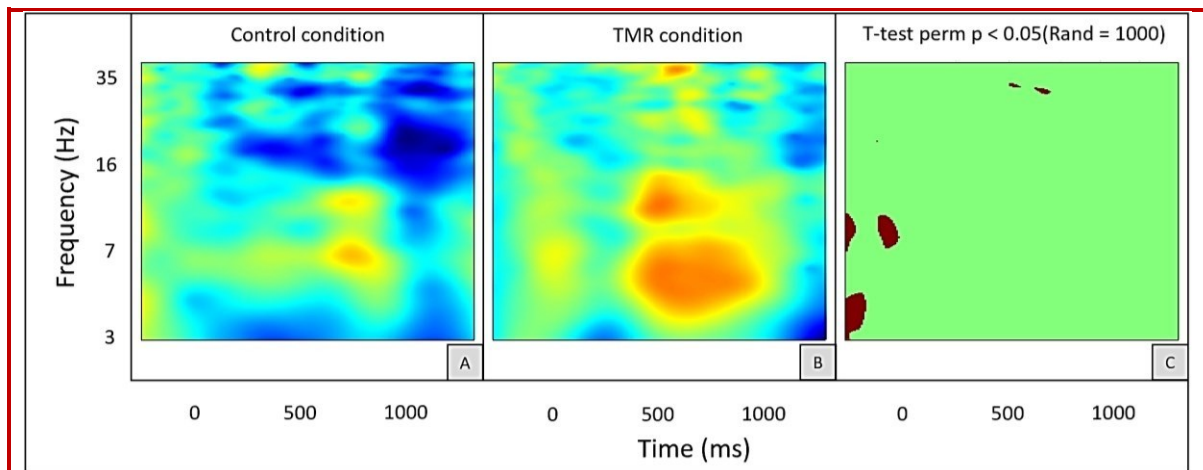 Control condition
TMR condition
T-test perm p < 0.05(Rand = 1000)
Frequency (Hz)
35
16
7
3
A
B
C
0 500 1000
0 500 1000
0 500 1000
Time (ms)